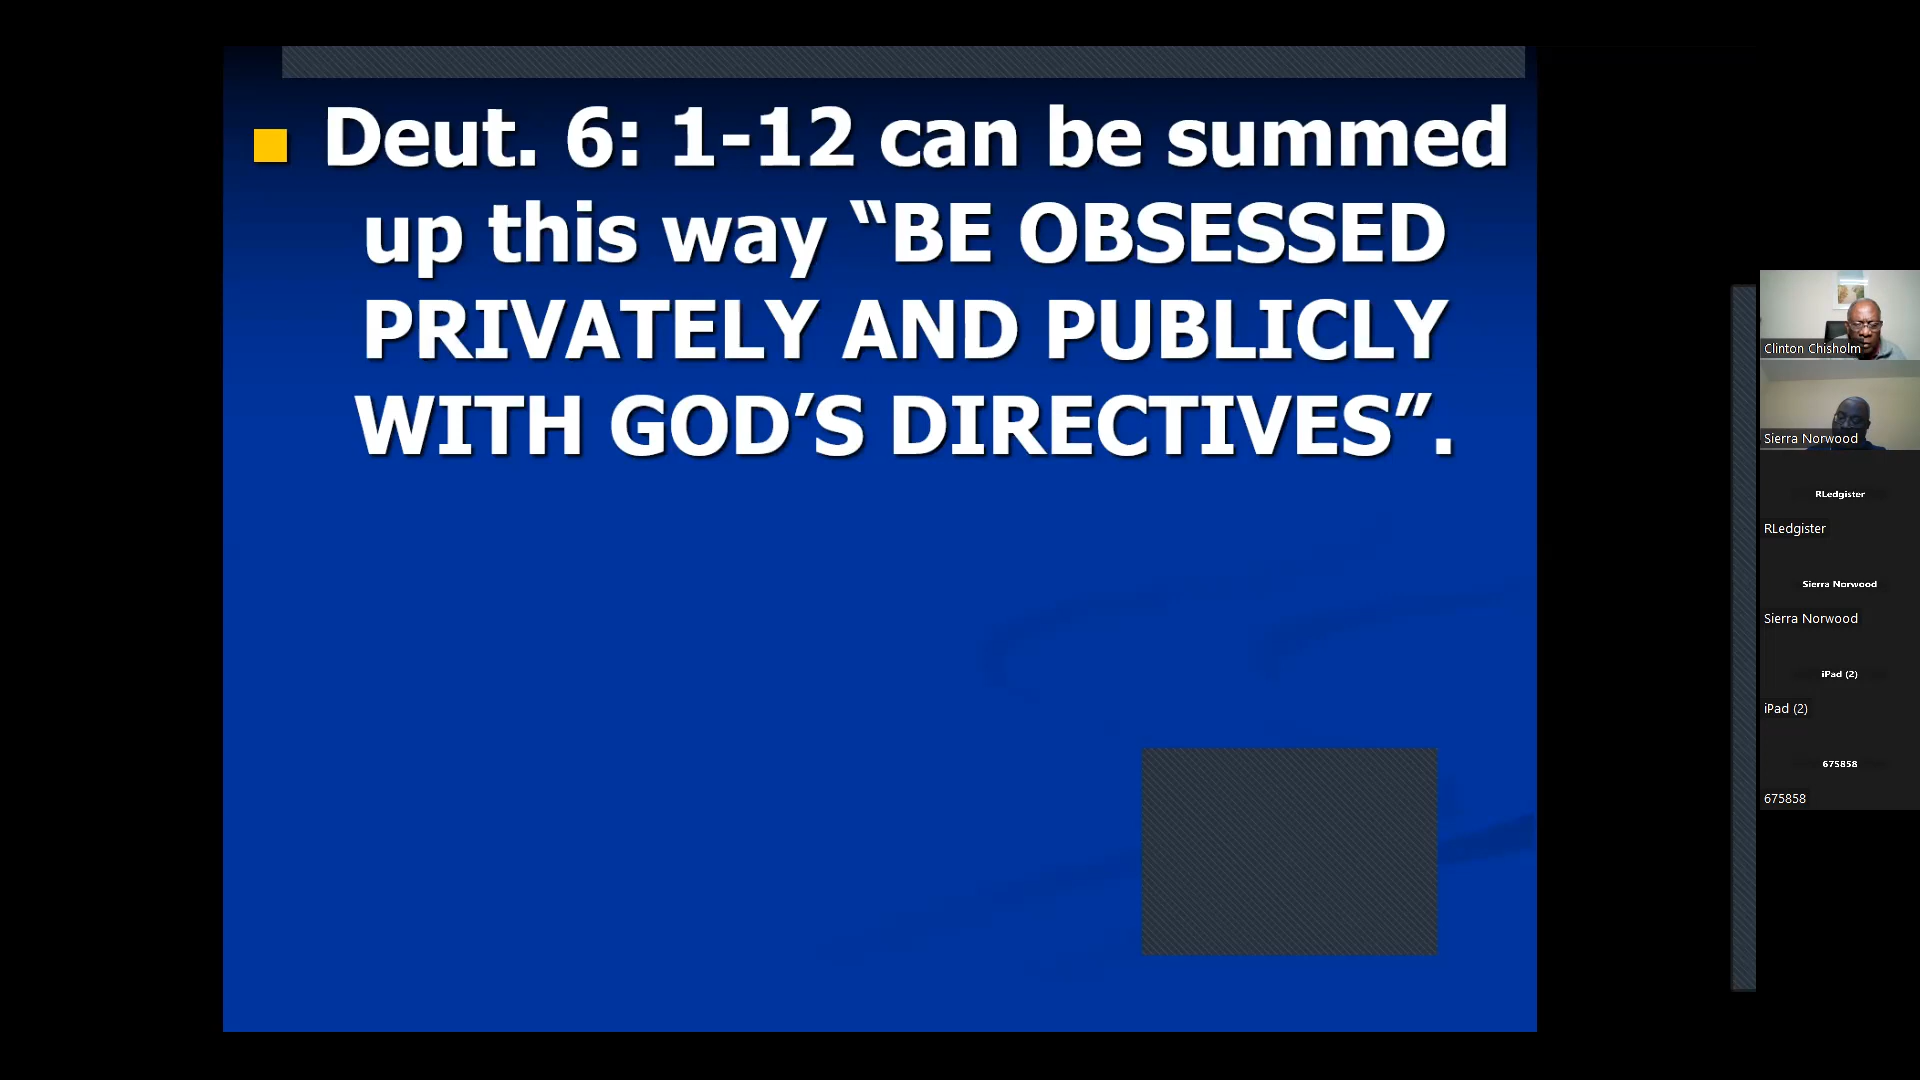 Deut. 6: 1-12 can be summed
up this way “BE OBSESSED
PRIVATELY AND PUBLICLY
WITH GOD’S DIRECTIVES”.
Clinton Chisholm
Sierra Norwood
RLedgister
RLedgister
Sierra Norwood
Sierra Norwood
iPad (2)
iPad (2)
675858
675858